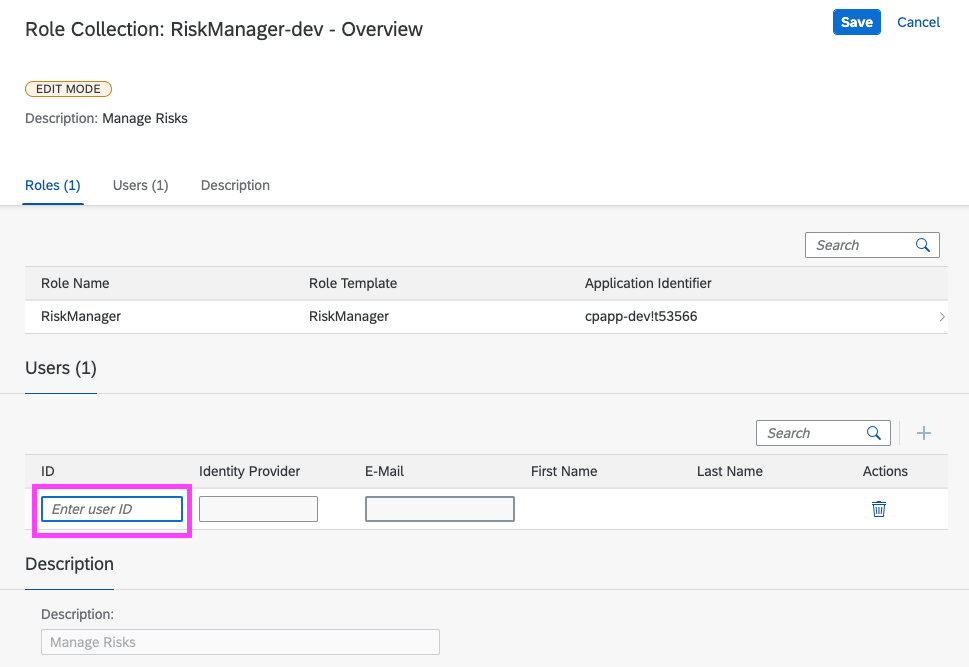 Role Collection: RiskManager-dev - Overview
Save Cancel
EDIT MODE
Description: Manage Risks
Roles (1) Users (1) Description
Search
Role Name Role Template Application Identifier
RiskManager RiskManager cpapp-dev!t53566
Users (1)
Search
ID Identity Provider E-Mail First Name Last Name Actions
Enter user ID
Description
Description:
Manage Risks